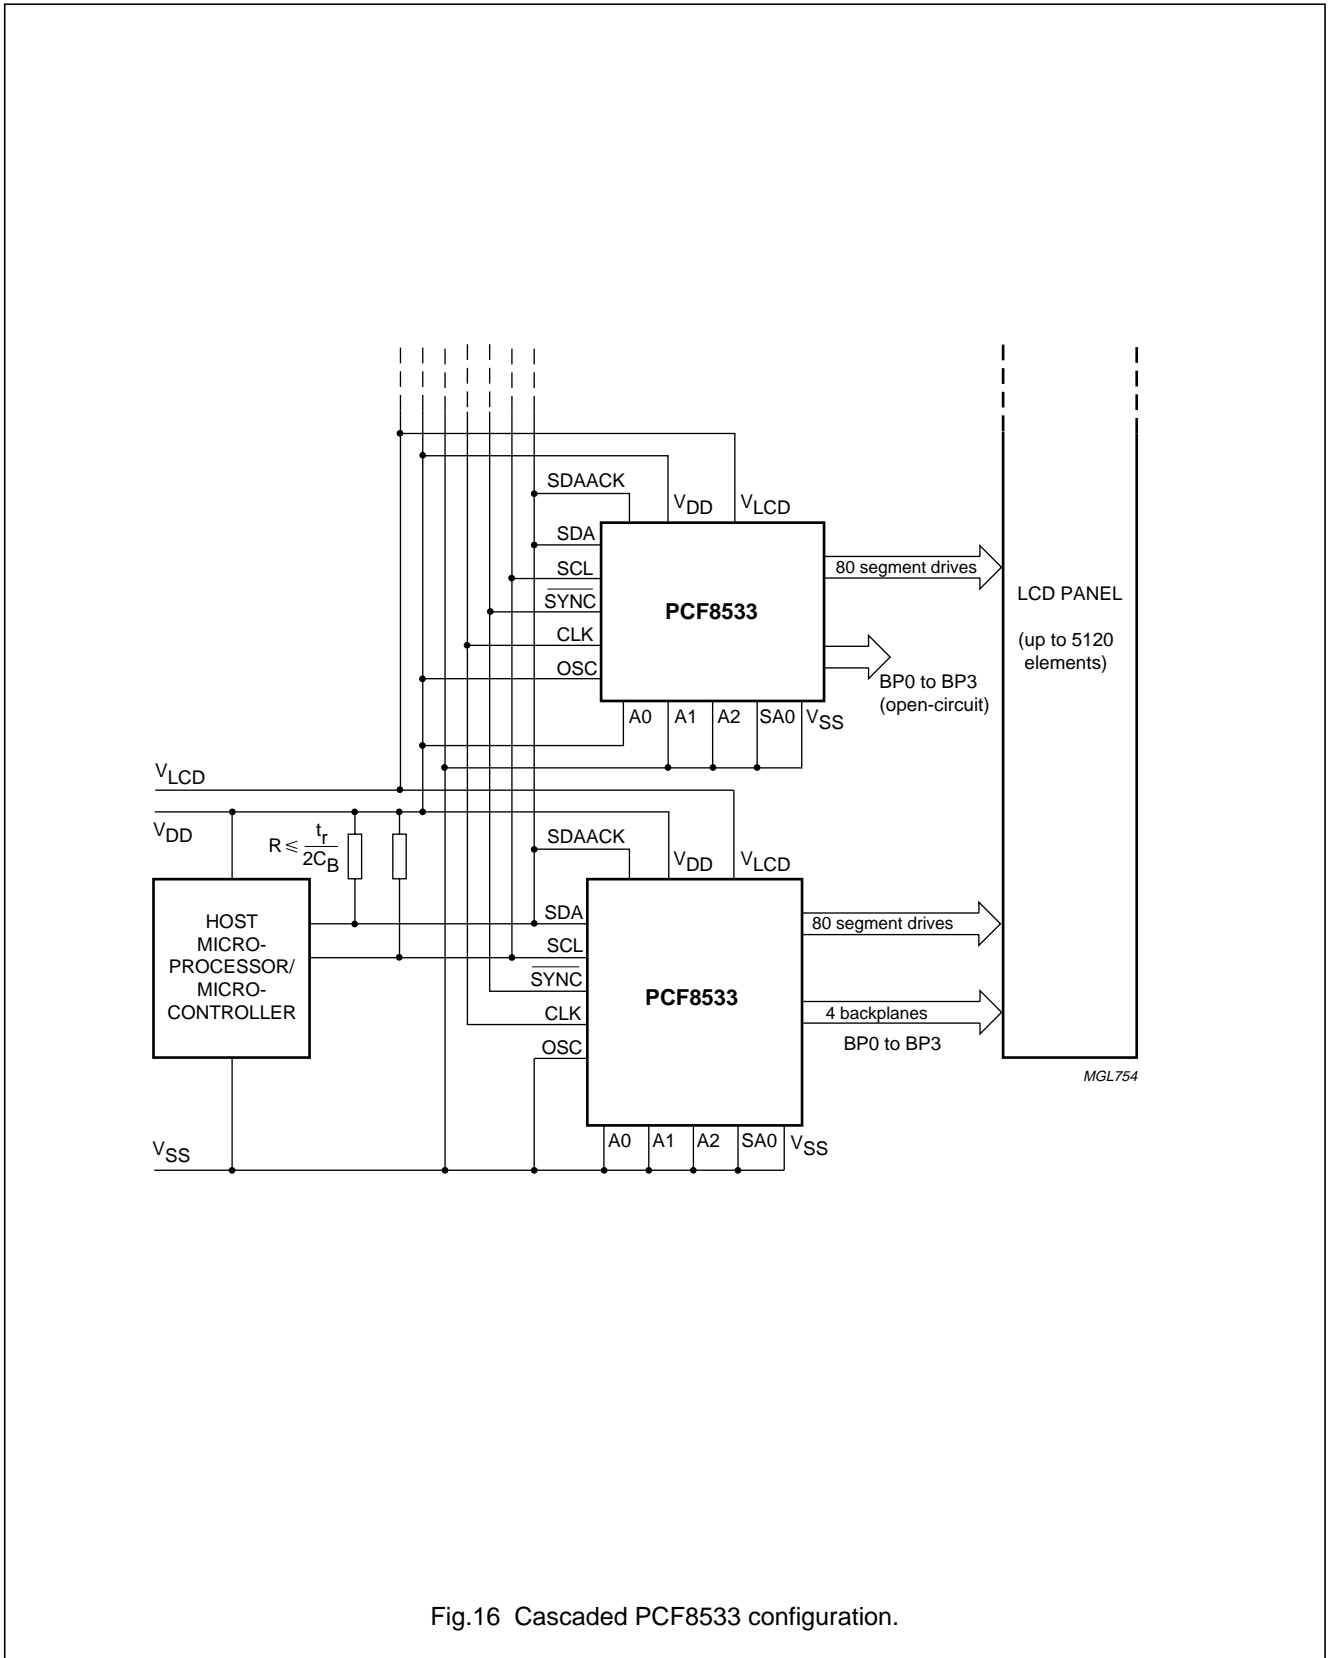 SDAACK
VDD
VLCD
SDA
SCL
SYNC
CLK
OSC
PCF8533
80 segment drives
BP0 to BP3
(open-circuit)
A0
A1
A2
SA0
VSS
LCD PANEL
(up to 5120
elements)
VLCD
VDD
R ⩽ tr
2CB
HOST
MICRO-
PROCESSOR/
MICRO-
CONTROLLER
SDAACK
VDD
VLCD
SDA
SCL
SYNC
CLK
OSC
PCF8533
80 segment drives
4 backplanes
BP0 to BP3
A0
A1
A2
SA0
VSS
VSS
MGL754
Fig.16 Cascaded PCF8533 configuration.